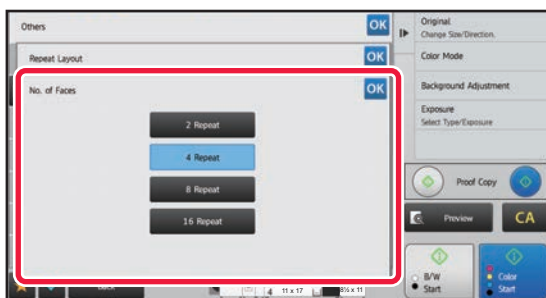 Others
OK
Repeat Layout
OK
No. of Faces
OK
2 Repeat
4 Repeat
8 Repeat
16 Repeat
Back
4
11 x 17
8½ x 11
Original
Change Size/Direction.
Color Mode
Background Adjustment
Exposure
Select Type/Exposure
Proof Copy
Preview
CA
B/W
Start
Color
Start